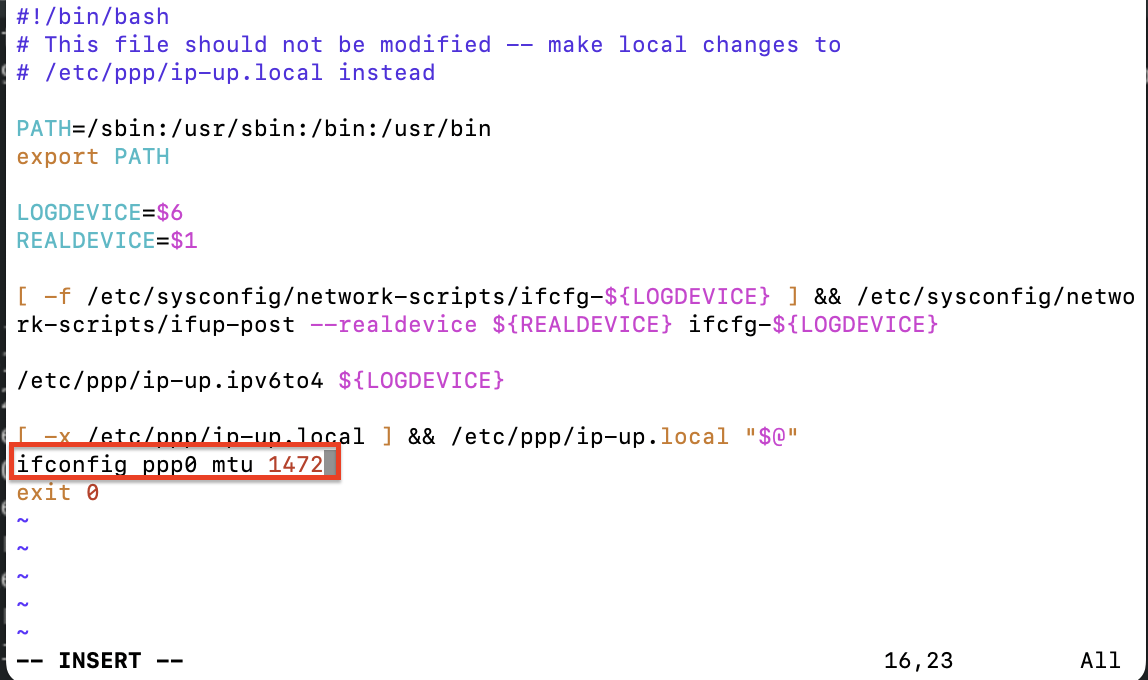 #!/bin/bash
# This file should not be modified -- make local changes to
# /etc/ppp/ip-up.local instead
PATH=/sbin:/usr/sbin:/bin:/usr/bin
export PATH
LOGDEVICE=$6
REALDEVICE=$1
[ -f /etc/sysconfig/network-scripts/ifcfg-${LOGDEVICE} ] && /etc/sysconfig/netwo
rk-scripts/ifup-post --realdevice ${REALDEVICE} ifcfg-${LOGDEVICE}
/etc/ppp/ip-up.ipv6to4 ${LOGDEVICE}
[ -x /etc/ppp/ip-up.local ] && /etc/ppp/ip-up.local "$@"
ifconfig ppp0 mtu 1472
exit 0
~
~
~
~
~
-- INSERT -- 16,23 All